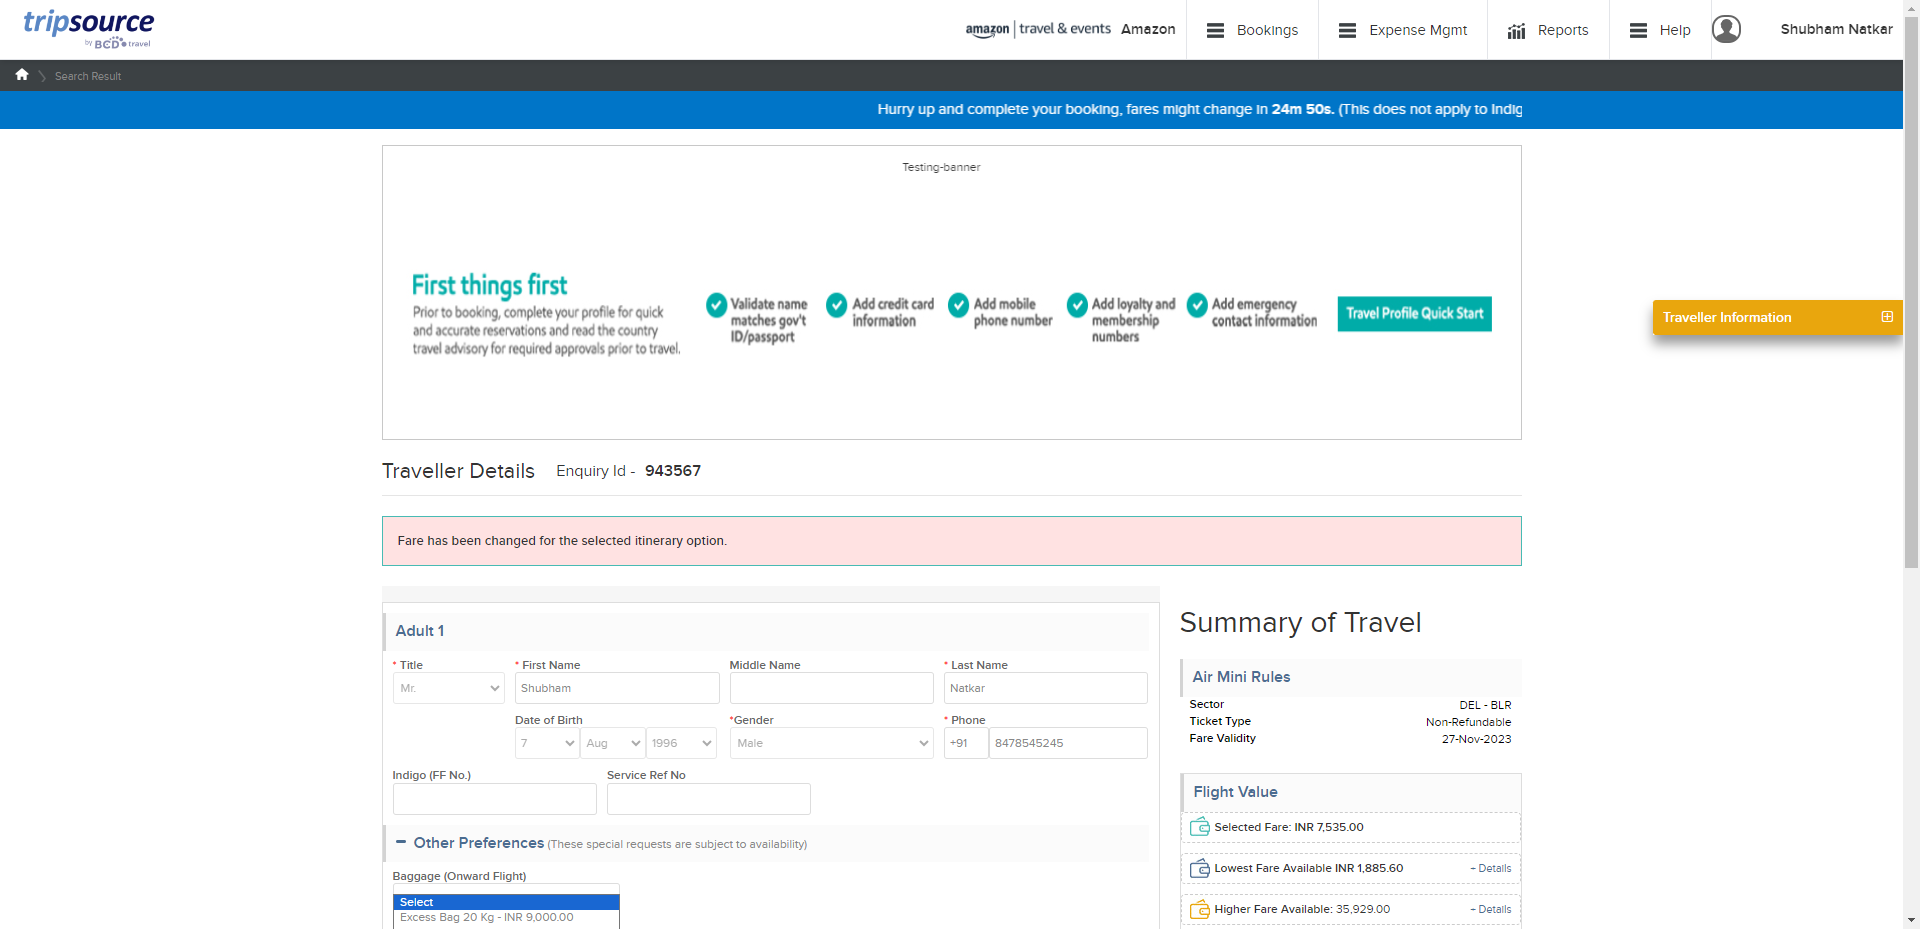 tripsource
by BCD travel
amazon | travel & events Amazon
Bookings
Expense Mgmt
Reports
Help
Shubham Natkar
Search Result
Hurry up and complete your booking, fares might change in 24m 50s. (This does not apply to Indig
Testing-banner
First things first
Prior to booking, complete your profile for quick
and accurate reservations and read the country
travel advisory for required approvals prior to travel.
Validate name
matches gov't
ID/passport
Add credit card
information
Add mobile
phone number
Add loyalty and
membership
numbers
Add emergency
contact information
Travel Profile Quick Start
Traveller Information
Traveller Details Enquiry Id - 943567
Fare has been changed for the selected itinerary option.
Adult 1
* Title
* First Name
Middle Name
* Last Name
Mr.
Shubham
Natkar
Date of Birth
*Gender
* Phone
7
Aug
1996
Male
+91
8478545245
Indigo (FF No.)
Service Ref No
Other Preferences (These special requests are subject to availability)
Baggage (Onward Flight)
Select
Excess Bag 20 Kg - INR 9,000.00
Summary of Travel
Air Mini Rules
Sector DEL - BLR
Ticket Type Non-Refundable
Fare Validity 27-Nov-2023
Flight Value
Selected Fare: INR 7,535.00
Lowest Fare Available INR 1,885.60 + Details
Higher Fare Available: 35,929.00 + Details